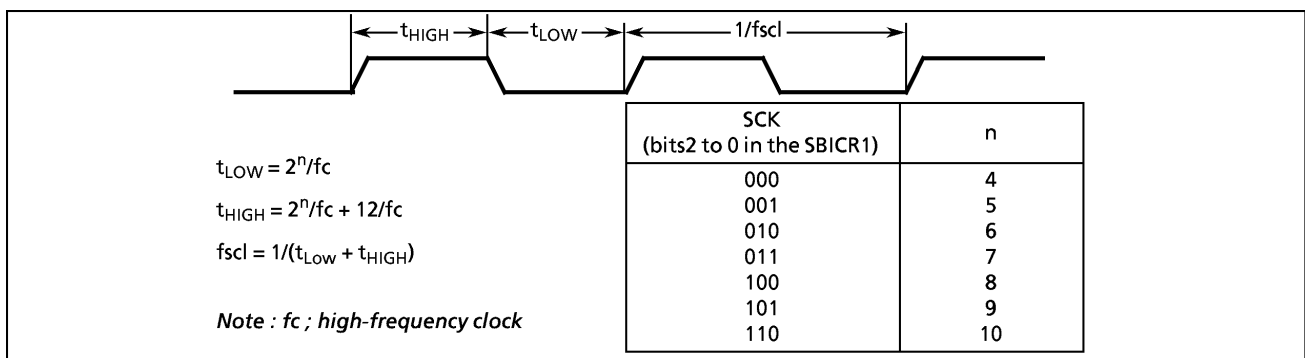 tHIGH tLOW 1/fscl
SCK
(bits2 to 0 in the SBICR1) n
tLOW = 2ⁿ/fc
tHIGH = 2ⁿ/fc + 12/fc
fscl = 1/(tLow + tHIGH)
Note : fc ; high-frequency clock
000 4
001 5
010 6
011 7
100 8
101 9
110 10